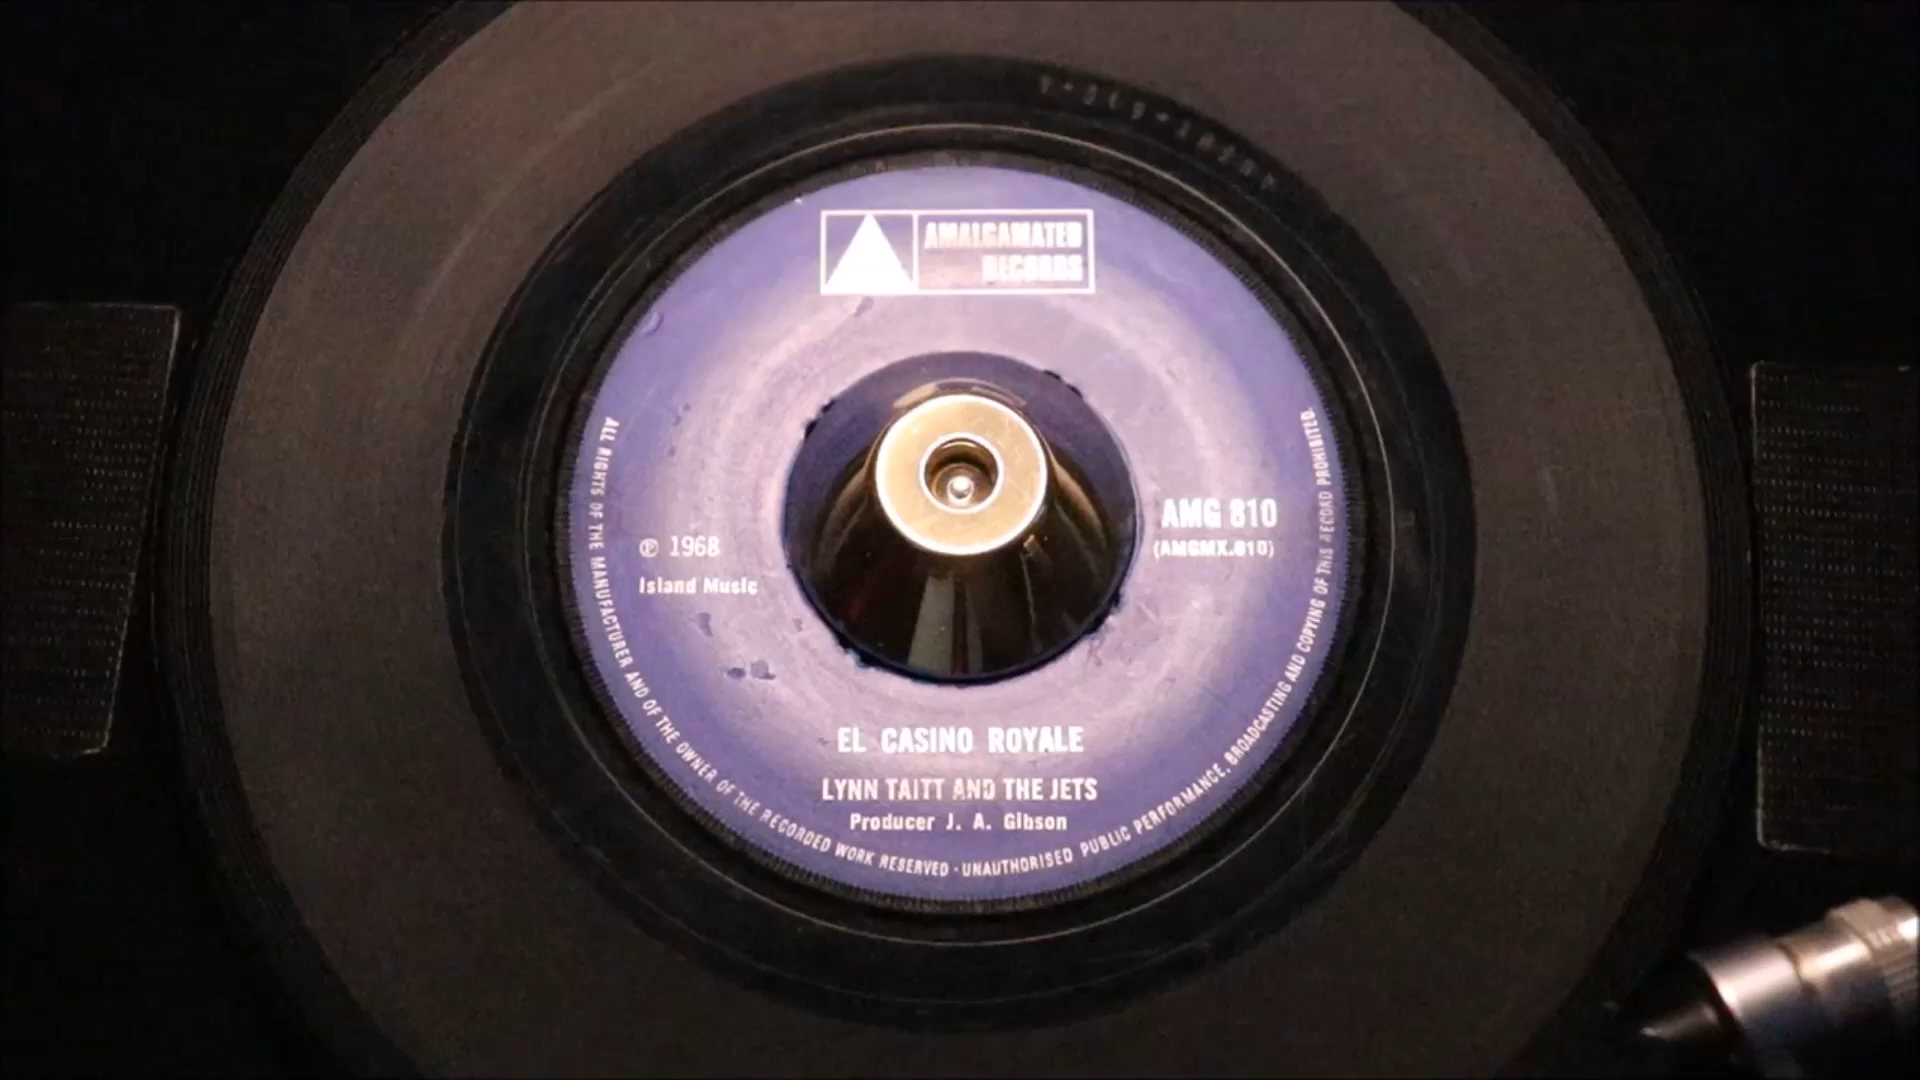 AMALGAMATED
RECORDS
AMG 810
(AMGMX.810)
℗ 1968
Island Music
EL CASINO ROYALE
LYNN TAITT AND THE JETS
Producer J. A. Gibson
ALL RIGHTS OF THE MANUFACTURER AND OF THE OWNER OF THE RECORDED WORK RESERVED · UNAUTHORISED PUBLIC PERFORMANCE, BROADCASTING AND COPYING OF THIS RECORD PROHIBITED.